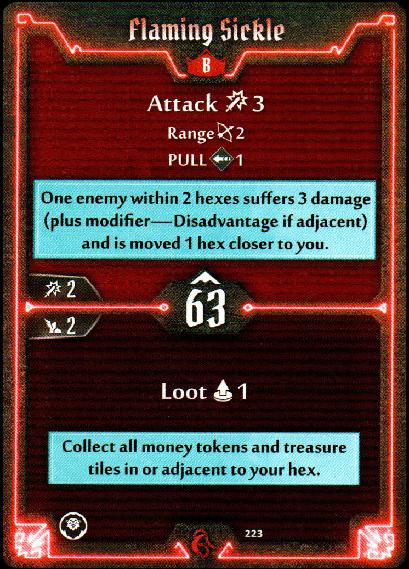 Flaming Sickle
B
Attack 3
Range 2
PULL 1
One enemy within 2 hexes suffers 3 damage
(plus modifier—Disadvantage if adjacent)
and is moved 1 hex closer to you.
2
63
2
Loot 1
Collect all money tokens and treasure
tiles in or adjacent to your hex.
223